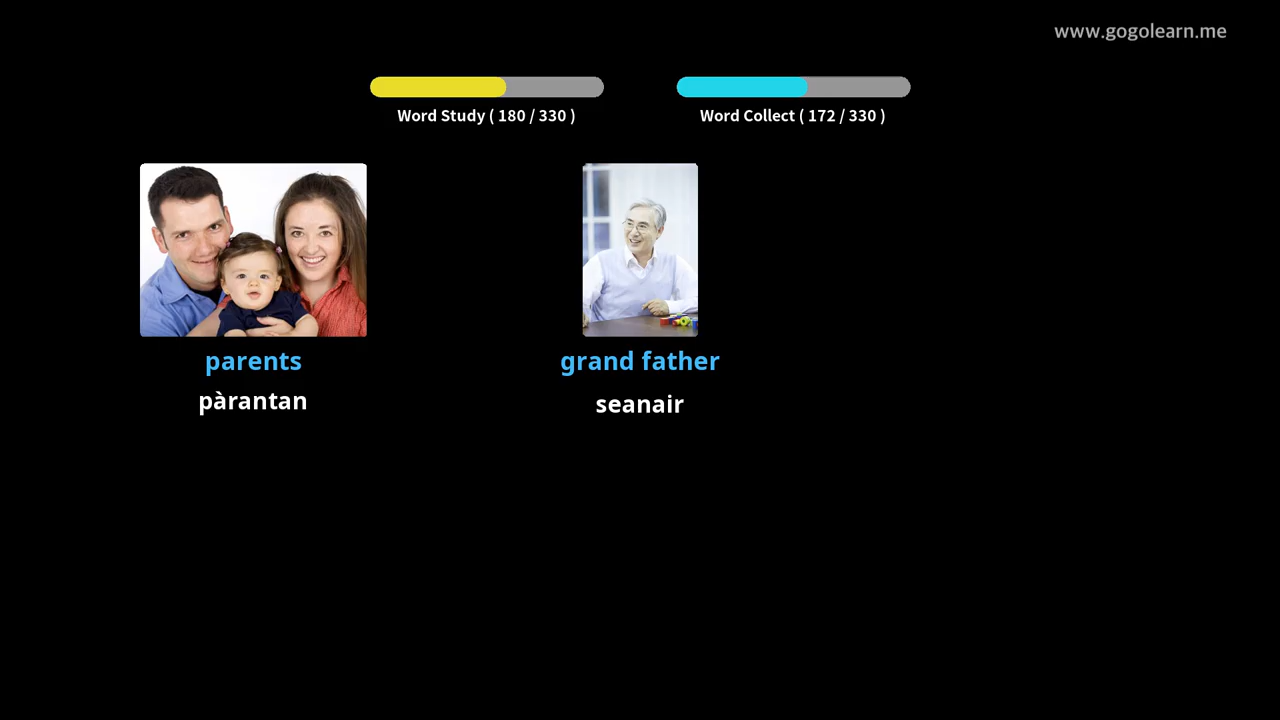 www.gogolearn.me
Word Study ( 180 / 330 )
Word Collect ( 172 / 330 )
parents
pàrantan
grand father
seanair